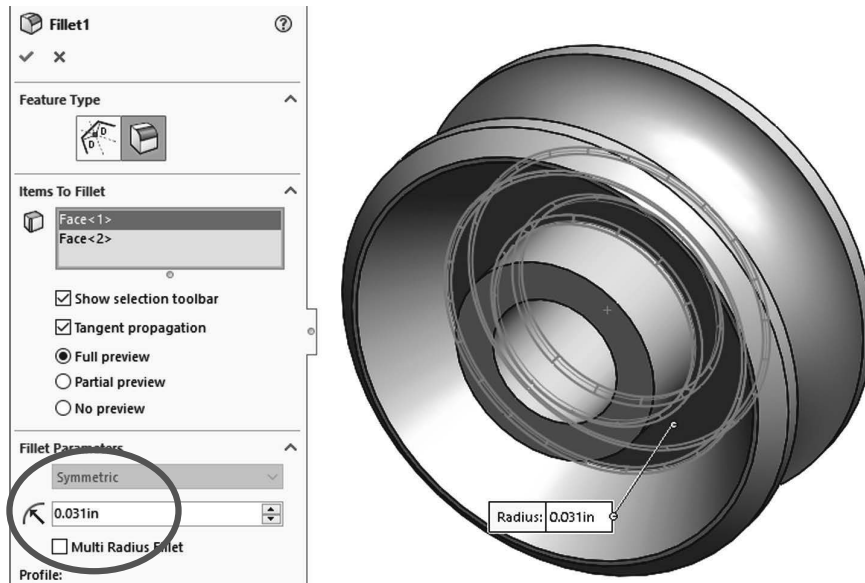 Fillet1
Feature Type
D
D
Items To Fillet
Face<1>
Face<2>
Show selection toolbar
Tangent propagation
Full preview
Partial preview
No preview
Fillet Parameters
Symmetric
0.031in
Multi Radius Fillet
Profile:
Radius: 0.031in